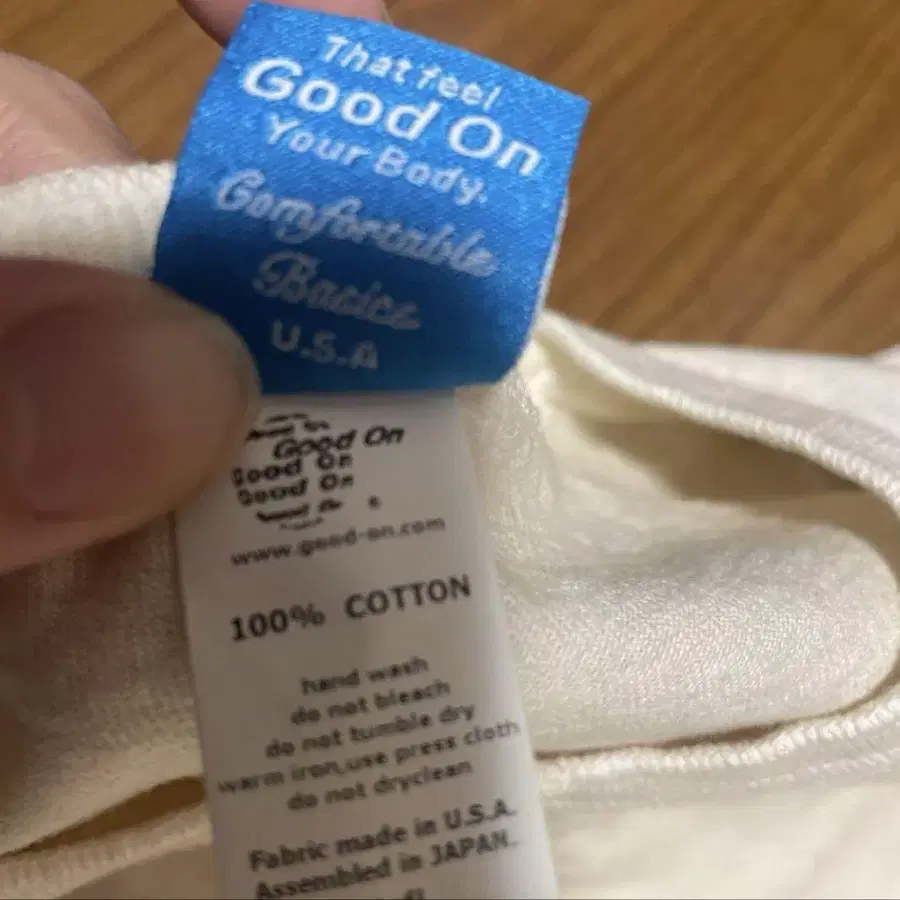 That feel
Good On
Your Body.
Comfortable
Basics
U.S.A
Good On
Good On
Good On
www.good-on.com
100% COTTON
hand wash
do not bleach
do not tumble dry
warm iron,use press cloth
do not dryclean
Fabric made in U.S.A.
Assembled in JAPAN.